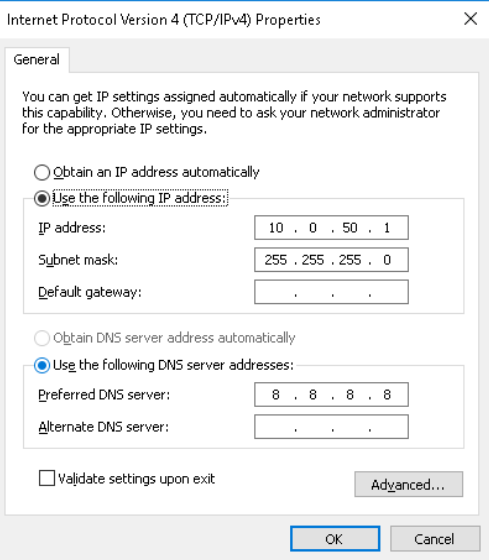 Internet Protocol Version 4 (TCP/IPv4) Properties
General
You can get IP settings assigned automatically if your network supports
this capability. Otherwise, you need to ask your network administrator
for the appropriate IP settings.
Obtain an IP address automatically
Use the following IP address:
IP address: 10 . 0 . 50 . 1
Subnet mask: 255 . 255 . 255 . 0
Default gateway: . . .
Obtain DNS server address automatically
Use the following DNS server addresses:
Preferred DNS server: 8 . 8 . 8 . 8
Alternate DNS server: . . .
Validate settings upon exit
Advanced...
OK Cancel